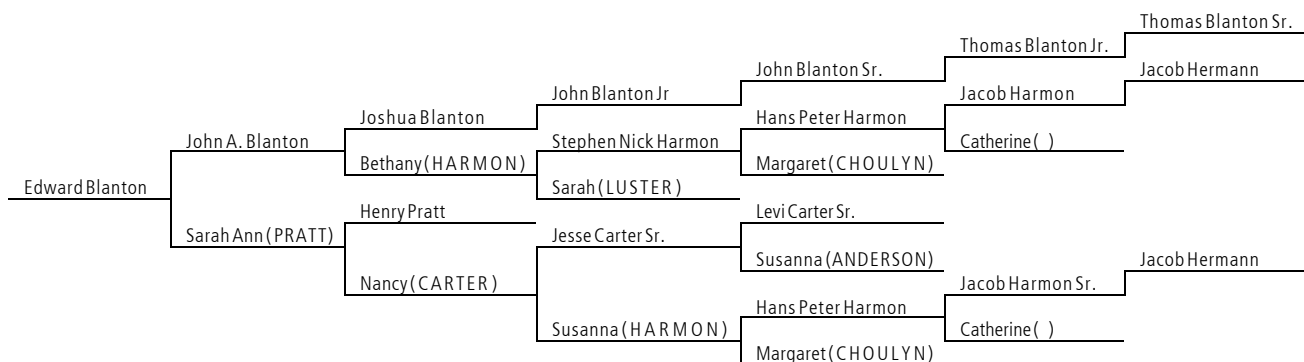 Thomas Blanton Sr.
Thomas Blanton Jr.
John Blanton Sr.
Jacob Hermann
John Blanton Jr
Jacob Harmon
Joshua Blanton
Hans Peter Harmon
John A. Blanton
Stephen Nick Harmon
Catherine ( )
Bethany (HARMON)
Margaret (CHOULYN)
Edward Blanton
Sarah (LUSTER)
Henry Pratt
Levi Carter Sr.
Sarah Ann (PRATT)
Jesse Carter Sr.
Susanna (ANDERSON)
Jacob Hermann
Nancy (CARTER)
Jacob Harmon Sr.
Hans Peter Harmon
Susanna (HARMON)
Catherine ( )
Margaret (CHOULYN)